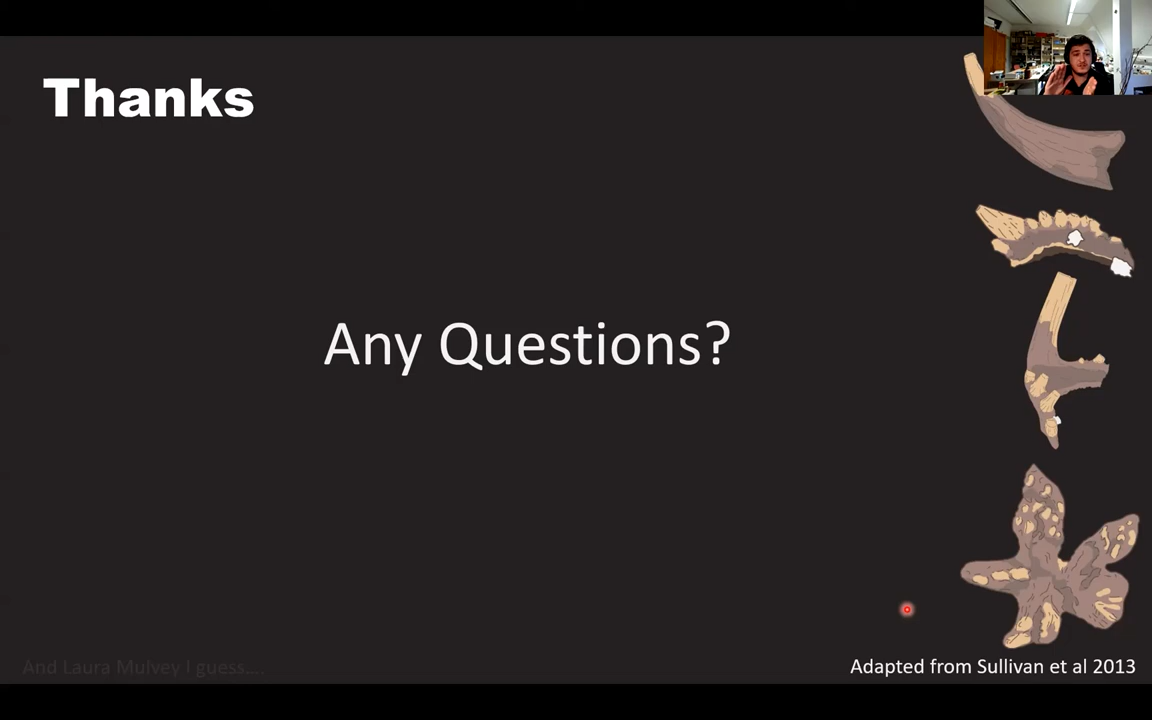 Thanks
Any Questions?
And Laura Mulvey I guess....
Adapted from Sullivan et al 2013